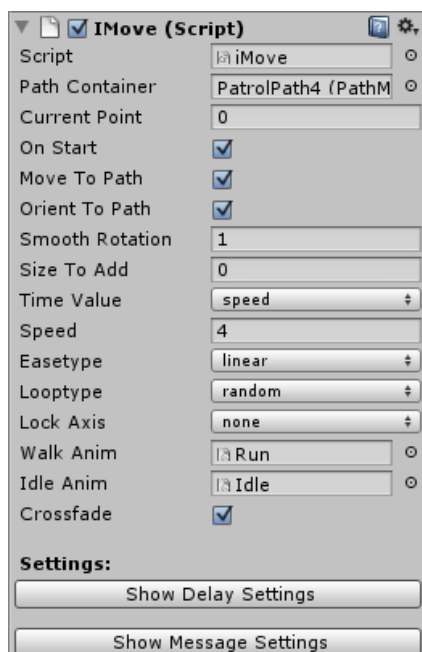 IMove (Script)
Script iMove
Path Container PatrolPath4 (PathM
Current Point 0
On Start
Move To Path
Orient To Path
Smooth Rotation 1
Size To Add 0
Time Value speed
Speed 4
Easetype linear
Looptype random
Lock Axis none
Walk Anim Run
Idle Anim Idle
Crossfade
Settings:
Show Delay Settings
Show Message Settings